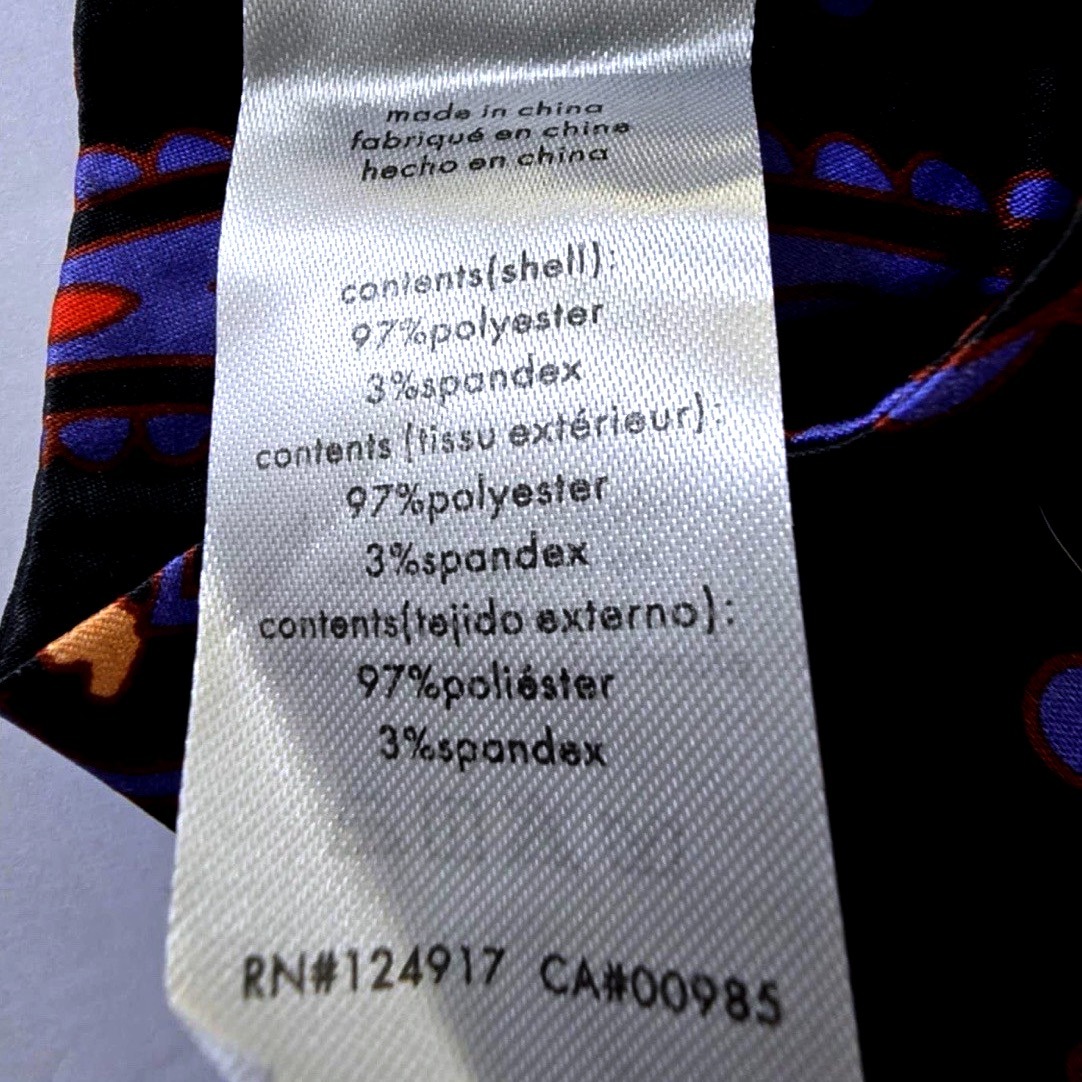 made in china
fabriqué en chine
hecho en china
contents(shell):
97%polyester
3%spandex
contents (tissu extérieur):
97%polyester
3%spandex
contents(tejido externo):
97%poliéster
3%spandex
RN#124917 CA#00985